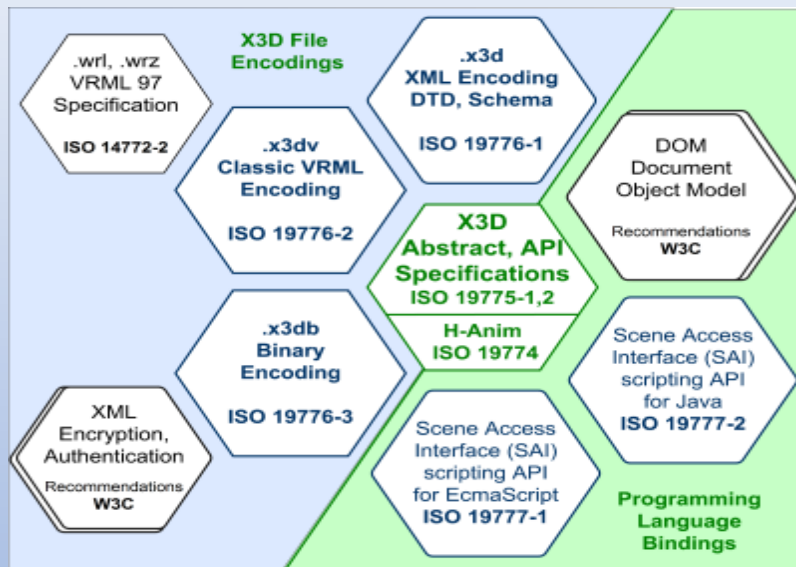 X3D File
Encodings
.wrl, .wrz
VRML 97
Specification
ISO 14772-2
.x3d
XML Encoding
DTD, Schema
ISO 19776-1
.x3dv
Classic VRML
Encoding
ISO 19776-2
DOM
Document
Object Model
Recommendations
W3C
X3D
Abstract, API
Specifications
ISO 19775-1,2
H-Anim
ISO 19774
.x3db
Binary
Encoding
ISO 19776-3
Scene Access
Interface (SAI)
scripting API
for Java
ISO 19777-2
XML
Encryption,
Authentication
Recommendations
W3C
Scene Access
Interface (SAI)
scripting API
for EcmaScript
ISO 19777-1
Programming
Language
Bindings